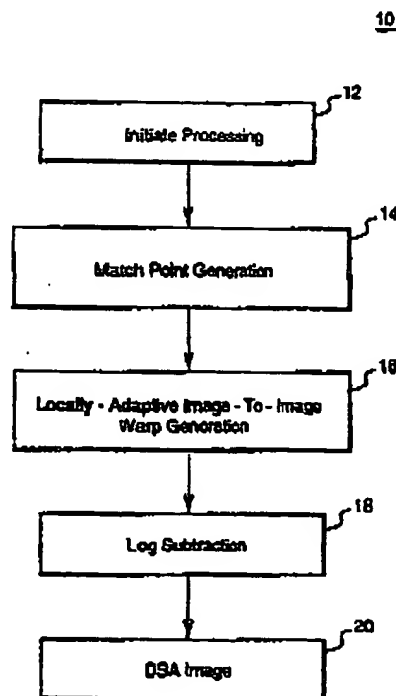 10
12
Initiate Processing
14
Match Point Generation
16
Locally - Adaptive Image - To - Image
Warp Generation
18
Log Subtraction
20
DSA Image